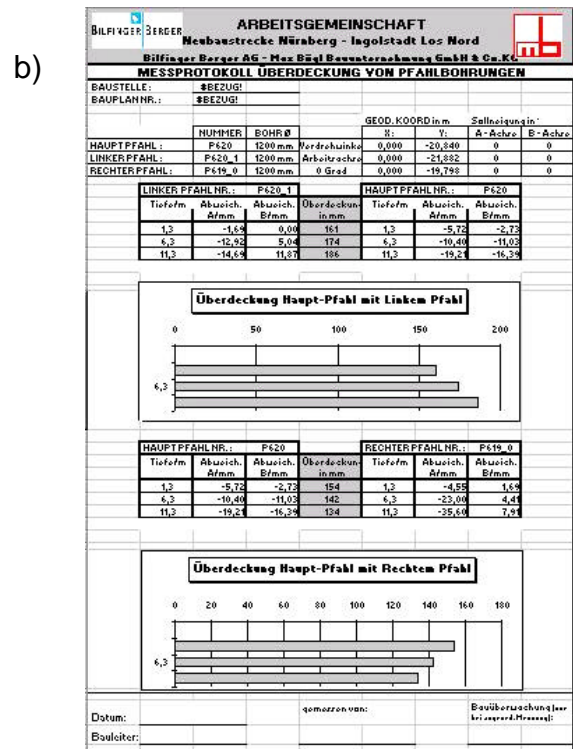 b)
BILFINGER BERGER
ARBEITSGEMEINSCHAFT
Neubaustrecke Nürnberg - Ingolstadt Los Nord
mb
Bilfinger Berger AG - Max Bögl Bauunternehmung GmbH & Co.KG
MESSPROTOKOLL ÜBERDECKUNG VON PFAHLBOHRUNGEN
BAUSTELLE: #BEZUG!
BAUPLAN NR.: #BEZUG!
GEOD. KOORD in m Sollneigung in °
NUMMER BOHR Ø X: Y: A-Achse B-Achse
HAUPTPFAHL: P620 1200 mm Verdrehwinke 0,000 -20,840 0 0
LINKER PFAHL: P620_1 1200 mm Arbeitsachse 0,000 -21,882 0 0
RECHTER PFAHL: P619_0 1200 mm 0 Grad 0,000 -19,798 0 0
LINKER PFAHL NR.: P620_1 HAUPTPFAHL NR.: P620
Tiefe/m Abweich. A/mm Abweich. B/mm Überdeckun in mm Tiefe/m Abweich. A/mm Abweich. B/mm
1,3 -1,69 0,00 161 1,3 -5,72 -2,73
6,3 -12,92 5,04 174 6,3 -10,40 -11,03
11,3 -14,69 11,87 186 11,3 -19,21 -16,39
Überdeckung Haupt-Pfahl mit Linkem Pfahl
0 50 100 150 200
6,3
HAUPTPFAHL NR.: P620 RECHTER PFAHL NR.: P619_0
Tiefe/m Abweich. A/mm Abweich. B/mm Überdeckun in mm Tiefe/m Abweich. A/mm Abweich. B/mm
1,3 -5,72 -2,73 154 1,3 -4,55 1,69
6,3 -10,40 -11,03 142 6,3 -23,00 4,41
11,3 -19,21 -16,39 134 11,3 -35,60 7,91
Überdeckung Haupt-Pfahl mit Rechtem Pfahl
0 20 40 60 80 100 120 140 160 180
6,3
gemessen von: Bauüberwachung (nur
Datum: bei
Bauleiter: